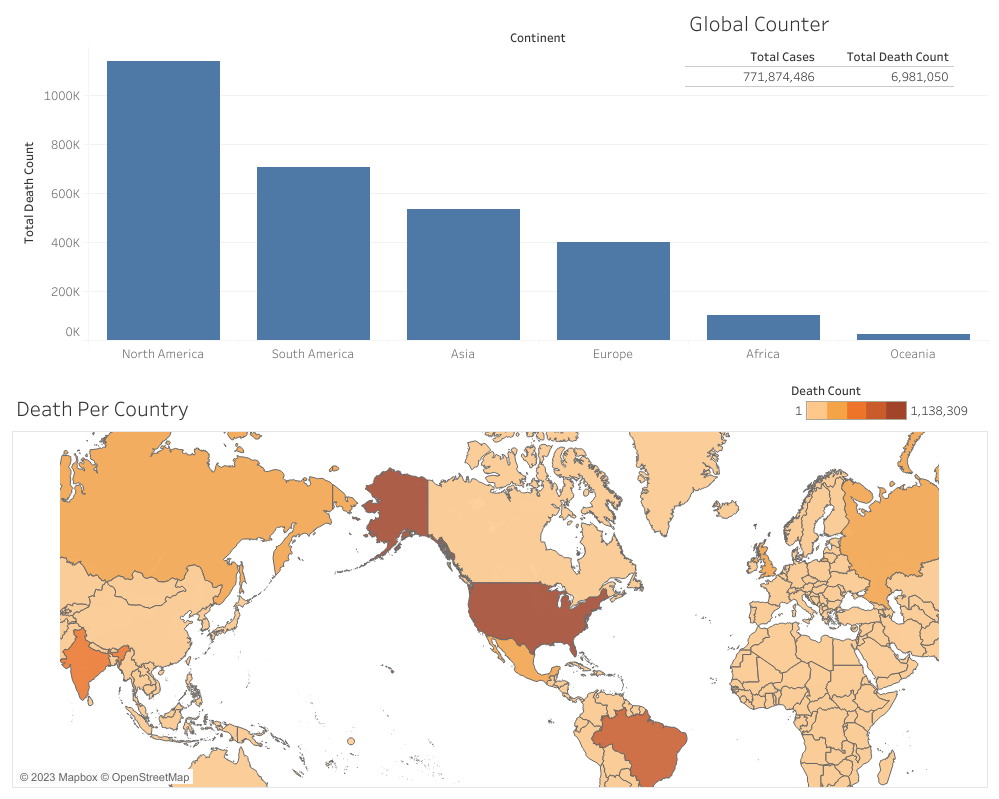 Global Counter
Continent
Total Cases Total Death Count
771,874,486 6,981,050
Total Death Count
1000K
800K
600K
400K
200K
0K
North America South America Asia Europe Africa Oceania
Death Count
1 1,138,309
Death Per Country
© 2023 Mapbox © OpenStreetMap